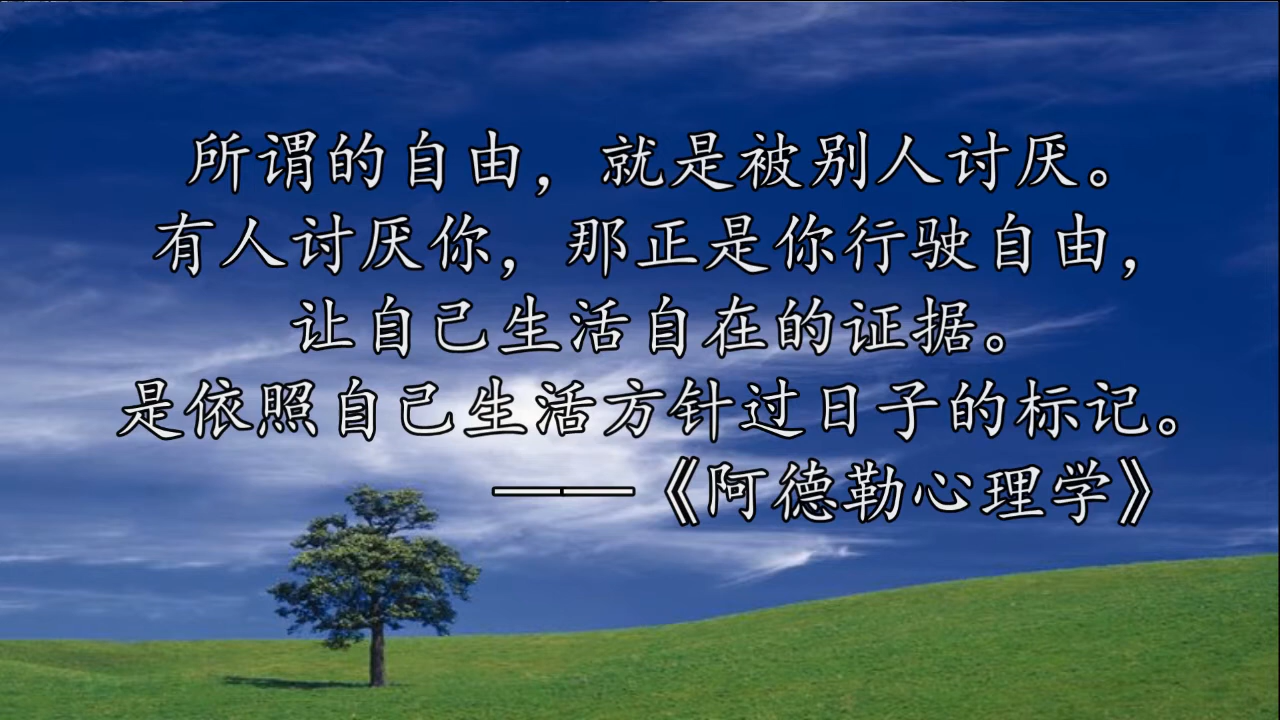 所谓的自由，就是被别人讨厌。
有人讨厌你，那正是你行驶自由，
让自己生活自在的证据。
是依照自己生活方针过日子的标记。
——《阿德勒心理学》